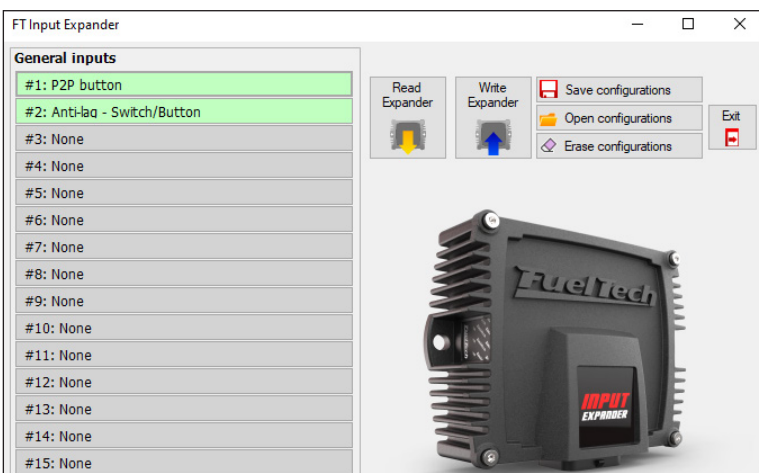 FT Input Expander
General inputs
#1: P2P button
#2: Anti-lag - Switch/Button
#3: None
#4: None
#5: None
#6: None
#7: None
#8: None
#9: None
#10: None
#11: None
#12: None
#13: None
#14: None
#15: None
Read
Expander
Write
Expander
Save configurations
Open configurations
Erase configurations
Exit
FuelTech
INPUT
EXPANDER